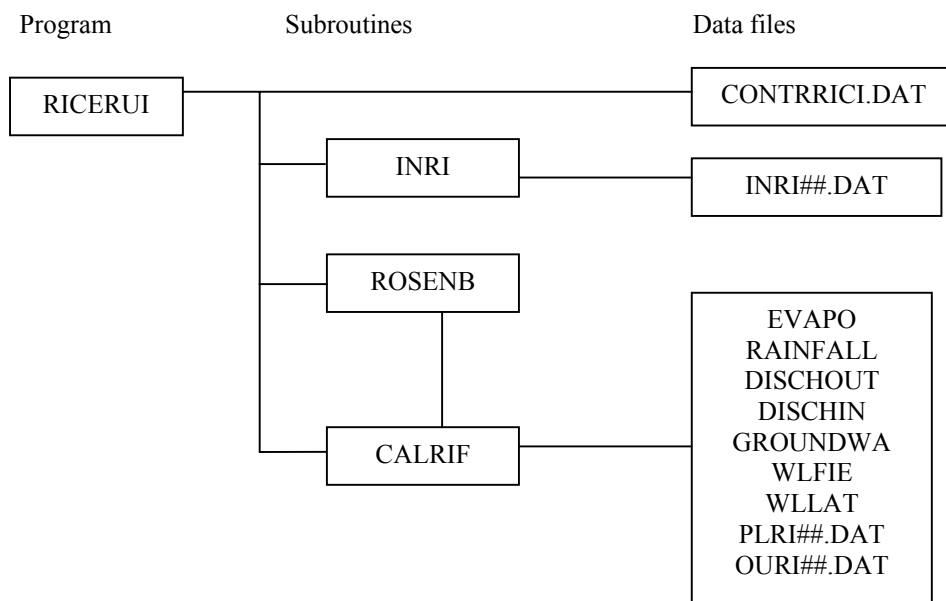 Program Subroutines Data files
RICERUI
CONTRRICI.DAT
INRI
INRI##.DAT
ROSENB
CALRIF
EVAPO
RAINFALL
DISCHOUT
DISCHIN
GROUNDWA
WLFIE
WLLAT
PLRI##.DAT
OURI##.DAT